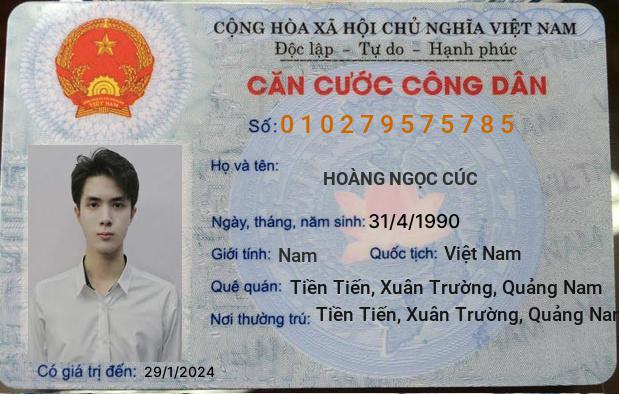 CỘNG HÒA XÃ HỘI CHỦ NGHĨA VIỆT NAM
Độc lập - Tự do - Hạnh phúc
CĂN CƯỚC CÔNG DÂN
Số: 010279575785
Họ và tên:
HOÀNG NGỌC CÚC
Ngày, tháng, năm sinh: 31/4/1990
Giới tính: Nam Quốc tịch: Việt Nam
Quê quán: Tiền Tiến, Xuân Trường, Quảng Nam
Nơi thường trú: Tiền Tiến, Xuân Trường, Quảng Nam
Có giá trị đến: 29/1/2024
VIỆT NAM